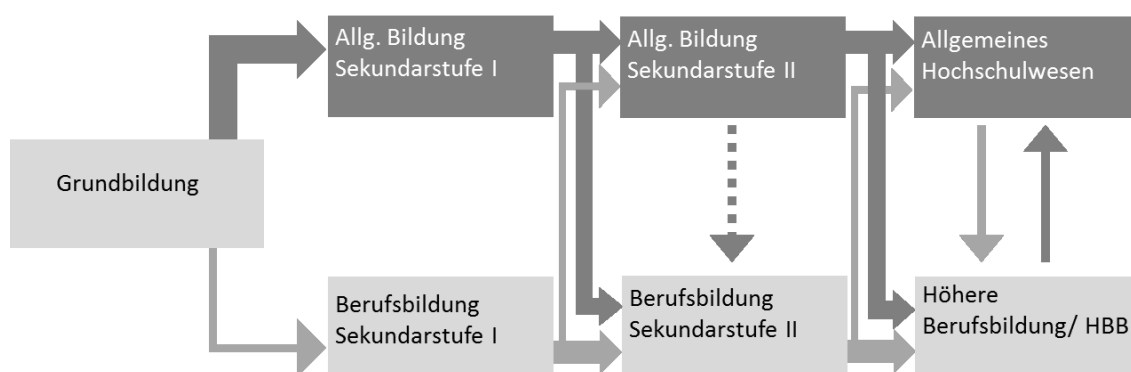 Allg. Bildung
Sekundarstufe I
Allg. Bildung
Sekundarstufe II
Allgemeines
Hochschulwesen
Grundbildung
Berufsbildung
Sekundarstufe I
Berufsbildung
Sekundarstufe II
Höhere
Berufsbildung/ HBB